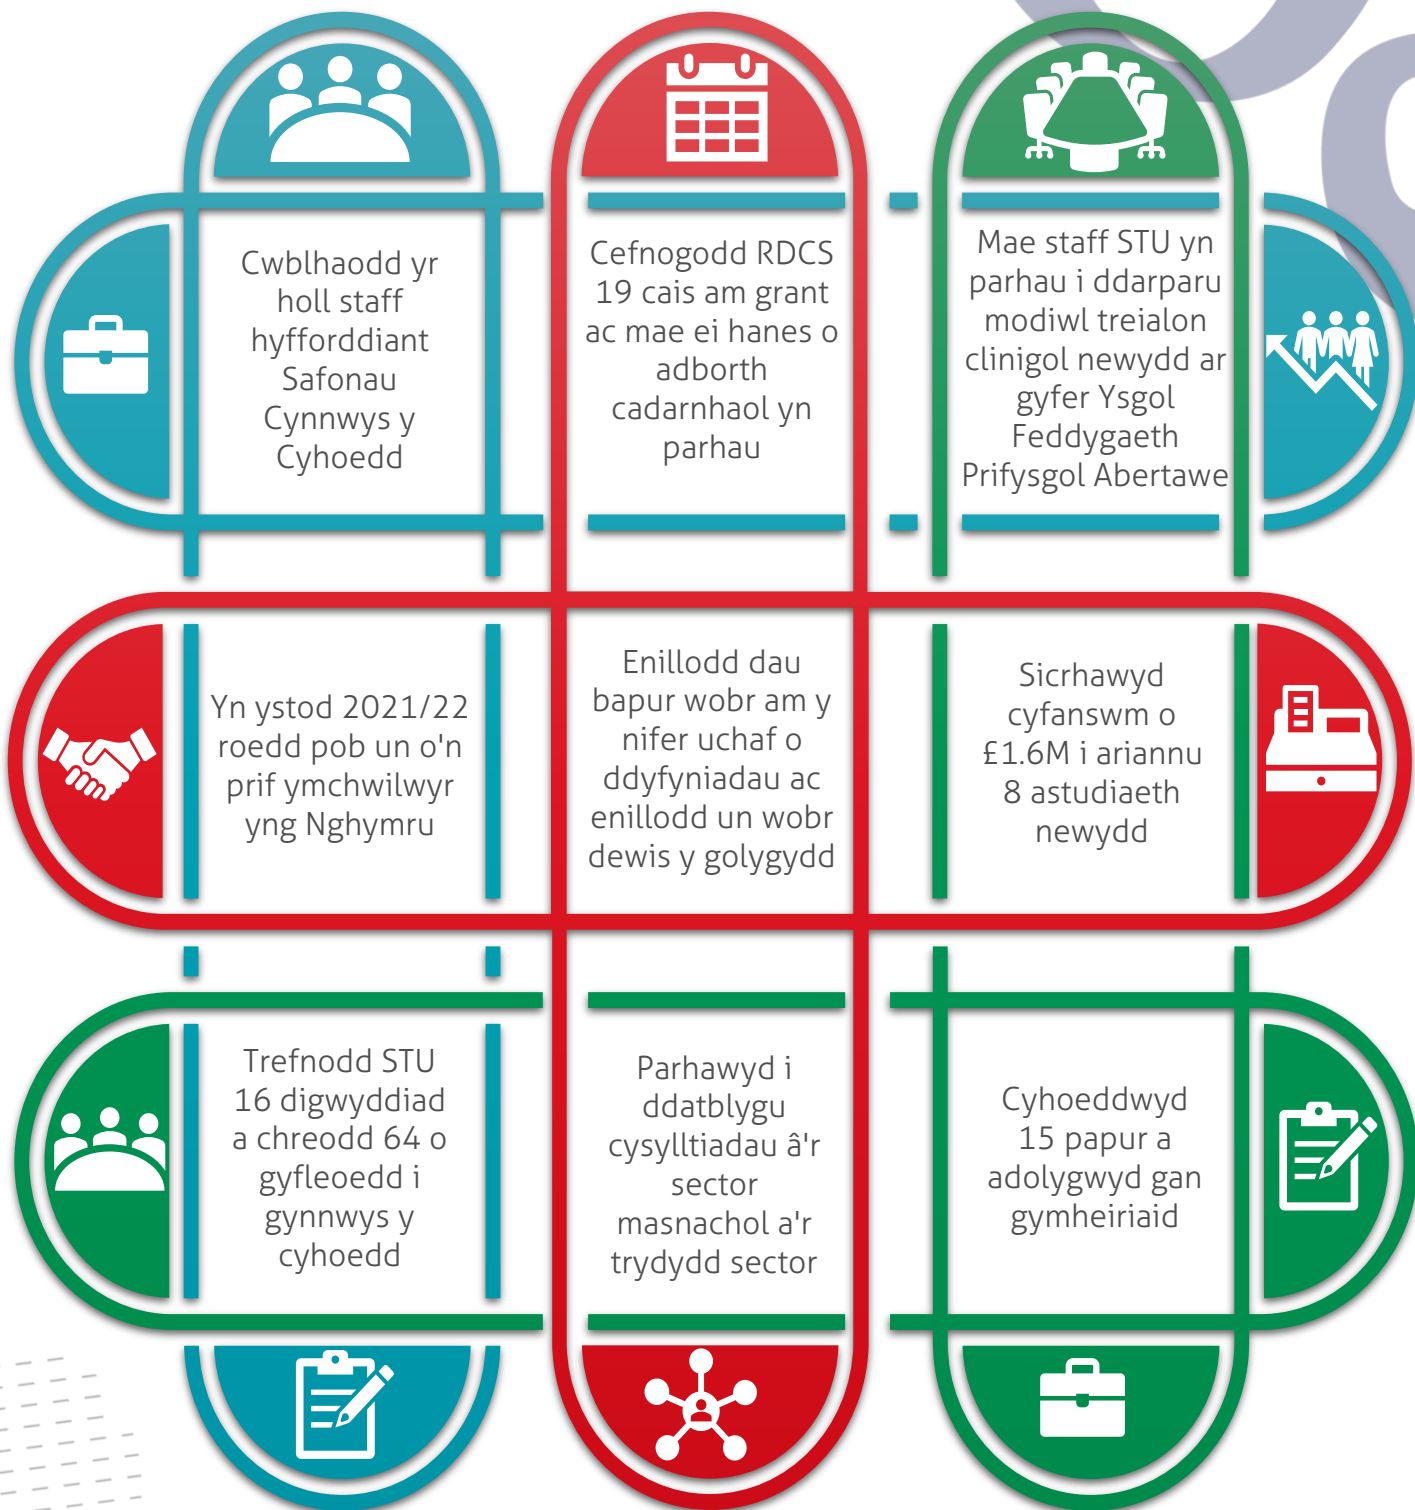 Cwblhaodd yr
holl staff
hyfforddiant
Safonau
Cynnwys y
Cyhoedd
Cefnogodd RDCS
19 cais am grant
ac mae ei hanes o
adborth
cadarnhaol yn
parhau
Mae staff STU yn
parhau i ddarparu
modiwl treialon
clinigol newydd ar
gyfer Ysgol
Feddygaeth
Prifysgol Abertawe
Yn ystod 2021/22
roedd pob un o'n
prif ymchwilwyr
yng Nghymru
Enillodd dau
bapur wobr am y
nifer uchaf o
ddyfyniadau ac
enillodd un wobr
dewis y golygydd
Sicrhawyd
cyfanswm o
£1.6M i ariannu
8 astudiaeth
newydd
Trefnodd STU
16 digwyddiad
a chreodd 64 o
gyfleoedd i
gynnwys y
cyhoedd
Parhawyd i
ddatblygu
cysylltiadau â'r
sector
masnachol a'r
trydydd sector
Cyhoeddwyd
15 papur a
adolygwyd gan
gymheiriaid